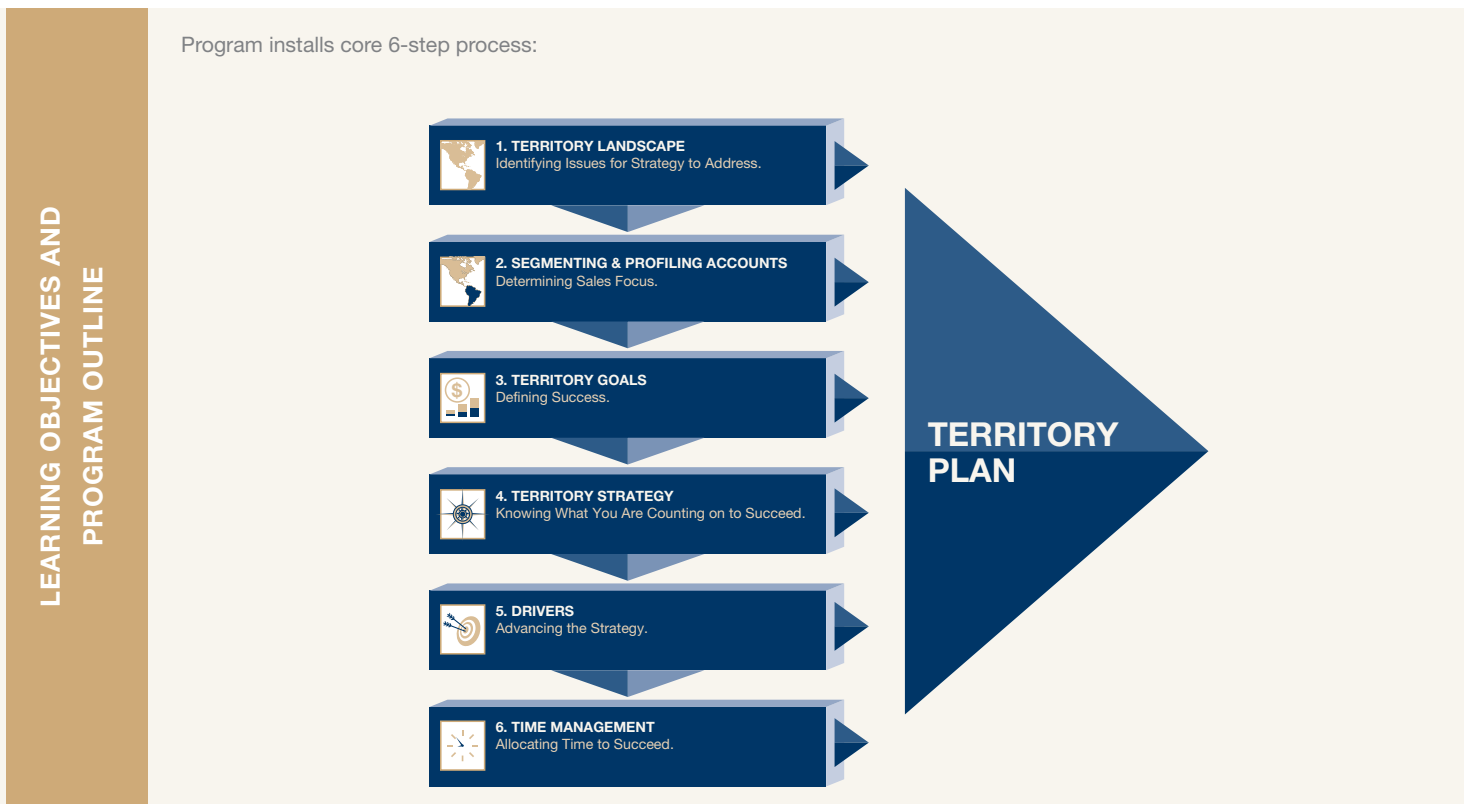 LEARNING OBJECTIVES AND
PROGRAM OUTLINE
Program installs core 6-step process:
1. TERRITORY LANDSCAPE
Identifying Issues for Strategy to Address.
2. SEGMENTING & PROFILING ACCOUNTS
Determining Sales Focus.
$
3. TERRITORY GOALS
Defining Success.
4. TERRITORY STRATEGY
Knowing What You Are Counting on to Succeed.
5. DRIVERS
Advancing the Strategy.
6. TIME MANAGEMENT
Allocating Time to Succeed.
TERRITORY
PLAN